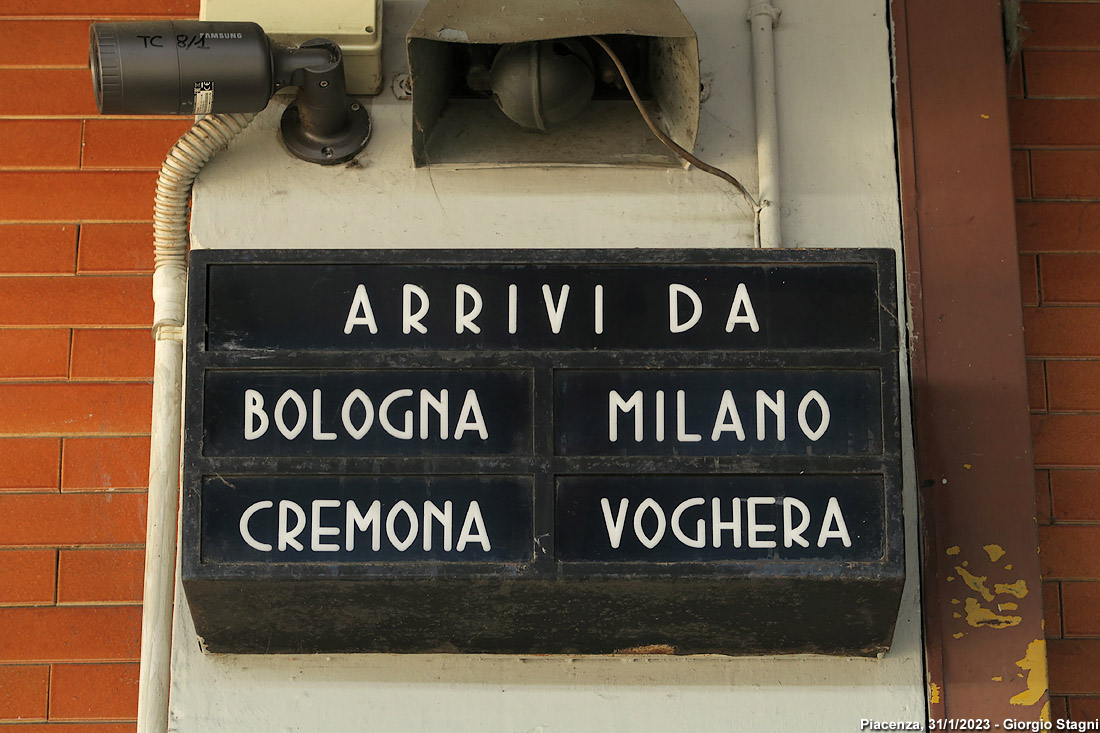 TC 8/1
SAMSUNG
ARRIVI DA
BOLOGNA
MILANO
CREMONA
VOGHERA
Piacenza, 31/1/2023 - Giorgio Stagni